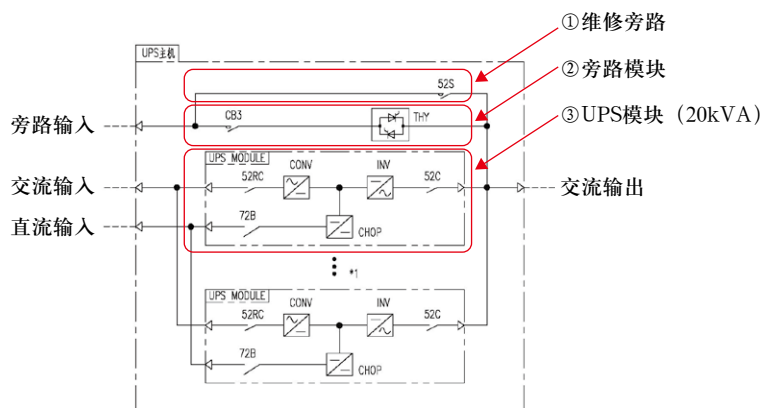 ①维修旁路
UPS主机
②旁路模块
52S
CB3
THY
③UPS模块（20kVA）
旁路输入
UPS MODULE
CONV
INV
52RC
52C
交流输入
交流输出
72B
直流输入
CHOP
*1
UPS MODULE
CONV
INV
52RC
52C
72B
CHOP